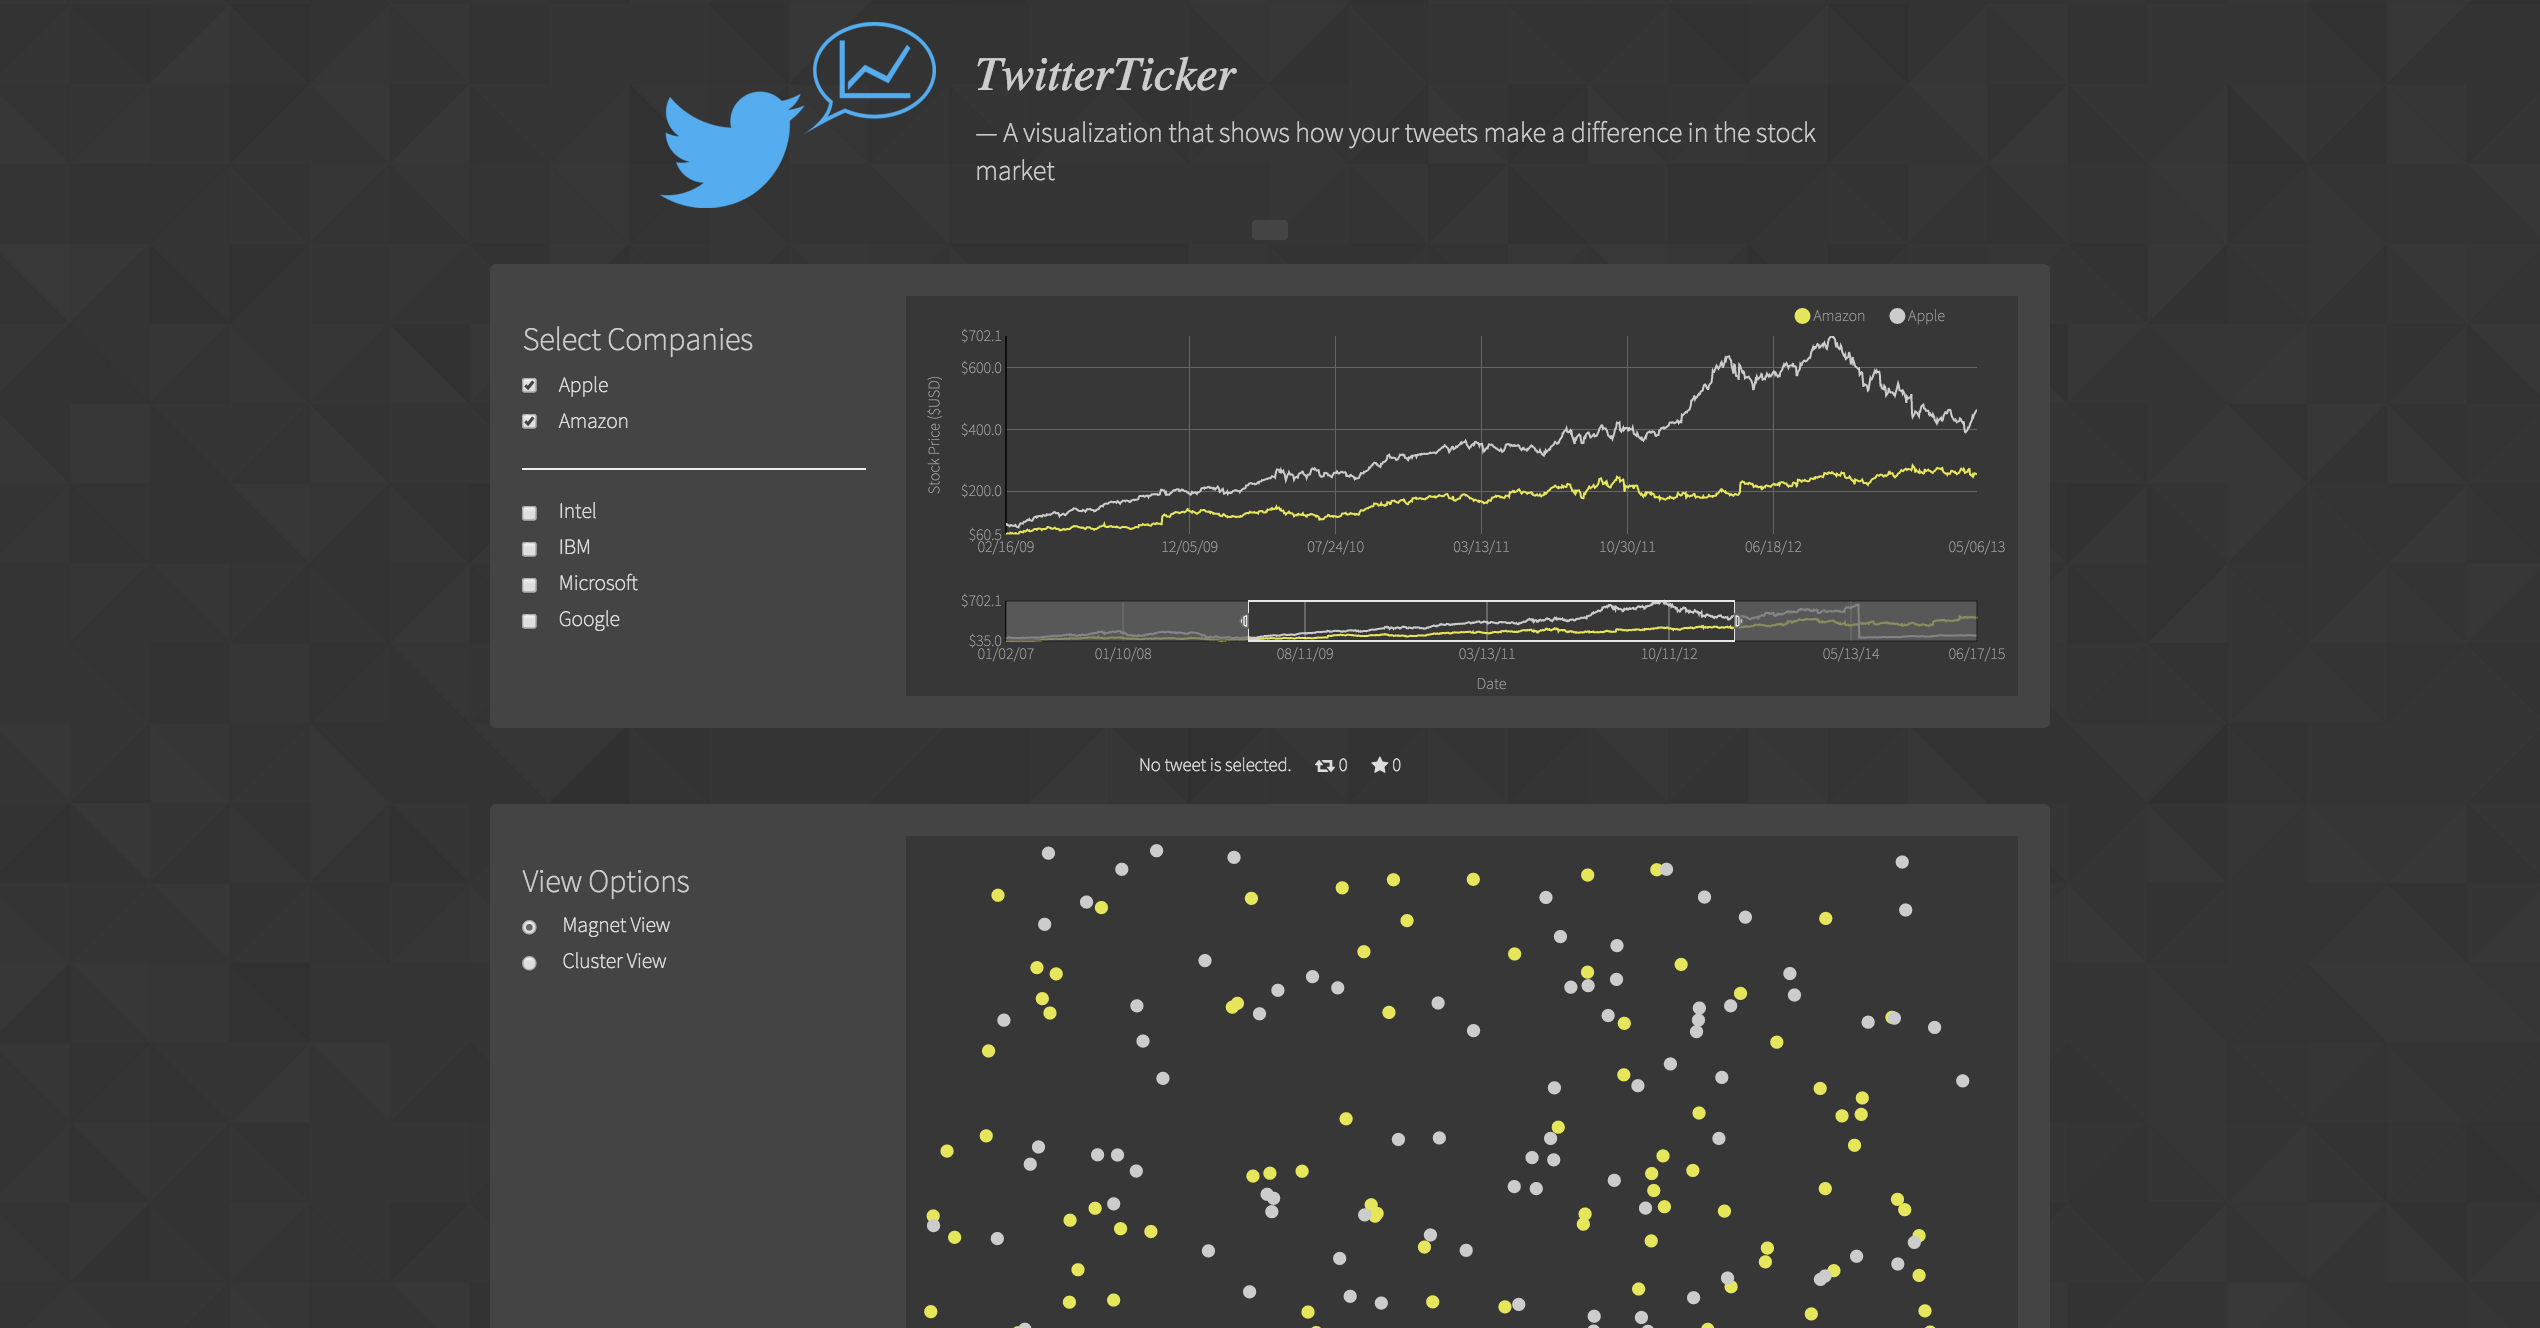 TwitterTicker
— A visualization that shows how your tweets make a difference in the stock
market
Select Companies
Apple
Amazon
Intel
IBM
Microsoft
Google
Amazon Apple
Stock Price ($USD)
$702.1
$600.0
$400.0
$200.0
$60.5
02/16/09 12/05/09 07/24/10 03/13/11 10/30/11 06/18/12 05/06/13
$702.1
$35.0
01/02/07 01/10/08 08/11/09 03/13/11 10/11/12 05/13/14 06/17/15
Date
No tweet is selected. 0 0
View Options
Magnet View
Cluster View